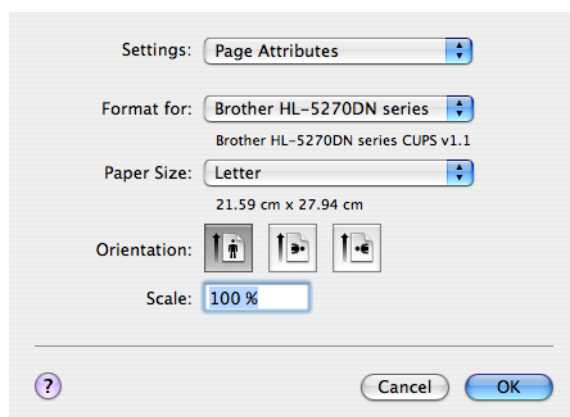 Settings: Page Attributes
Format for: Brother HL-5270DN series
Brother HL-5270DN series CUPS v1.1
Paper Size: Letter
21.59 cm x 27.94 cm
Orientation:
Scale: 100 %
? Cancel OK